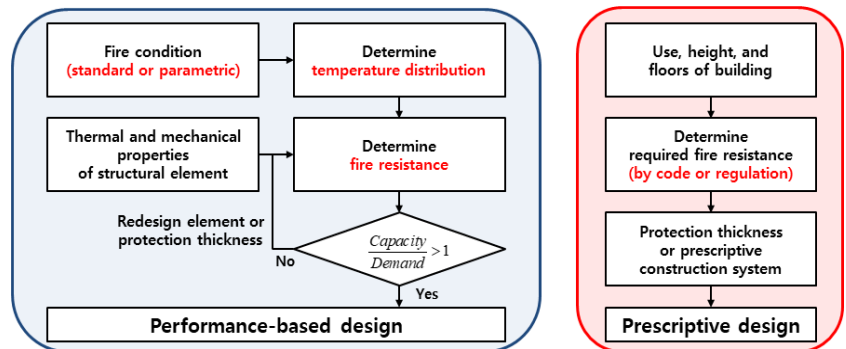 Fire condition
(standard or parametric)
Determine
temperature distribution
Thermal and mechanical
properties
of structural element
Determine
fire resistance
Redesign element or
protection thickness
No
Capacity
Demand
>1
Yes
Performance-based design
Use, height, and
floors of building
Determine
required fire resistance
(by code or regulation)
Protection thickness
or prescriptive
construction system
Prescriptive design